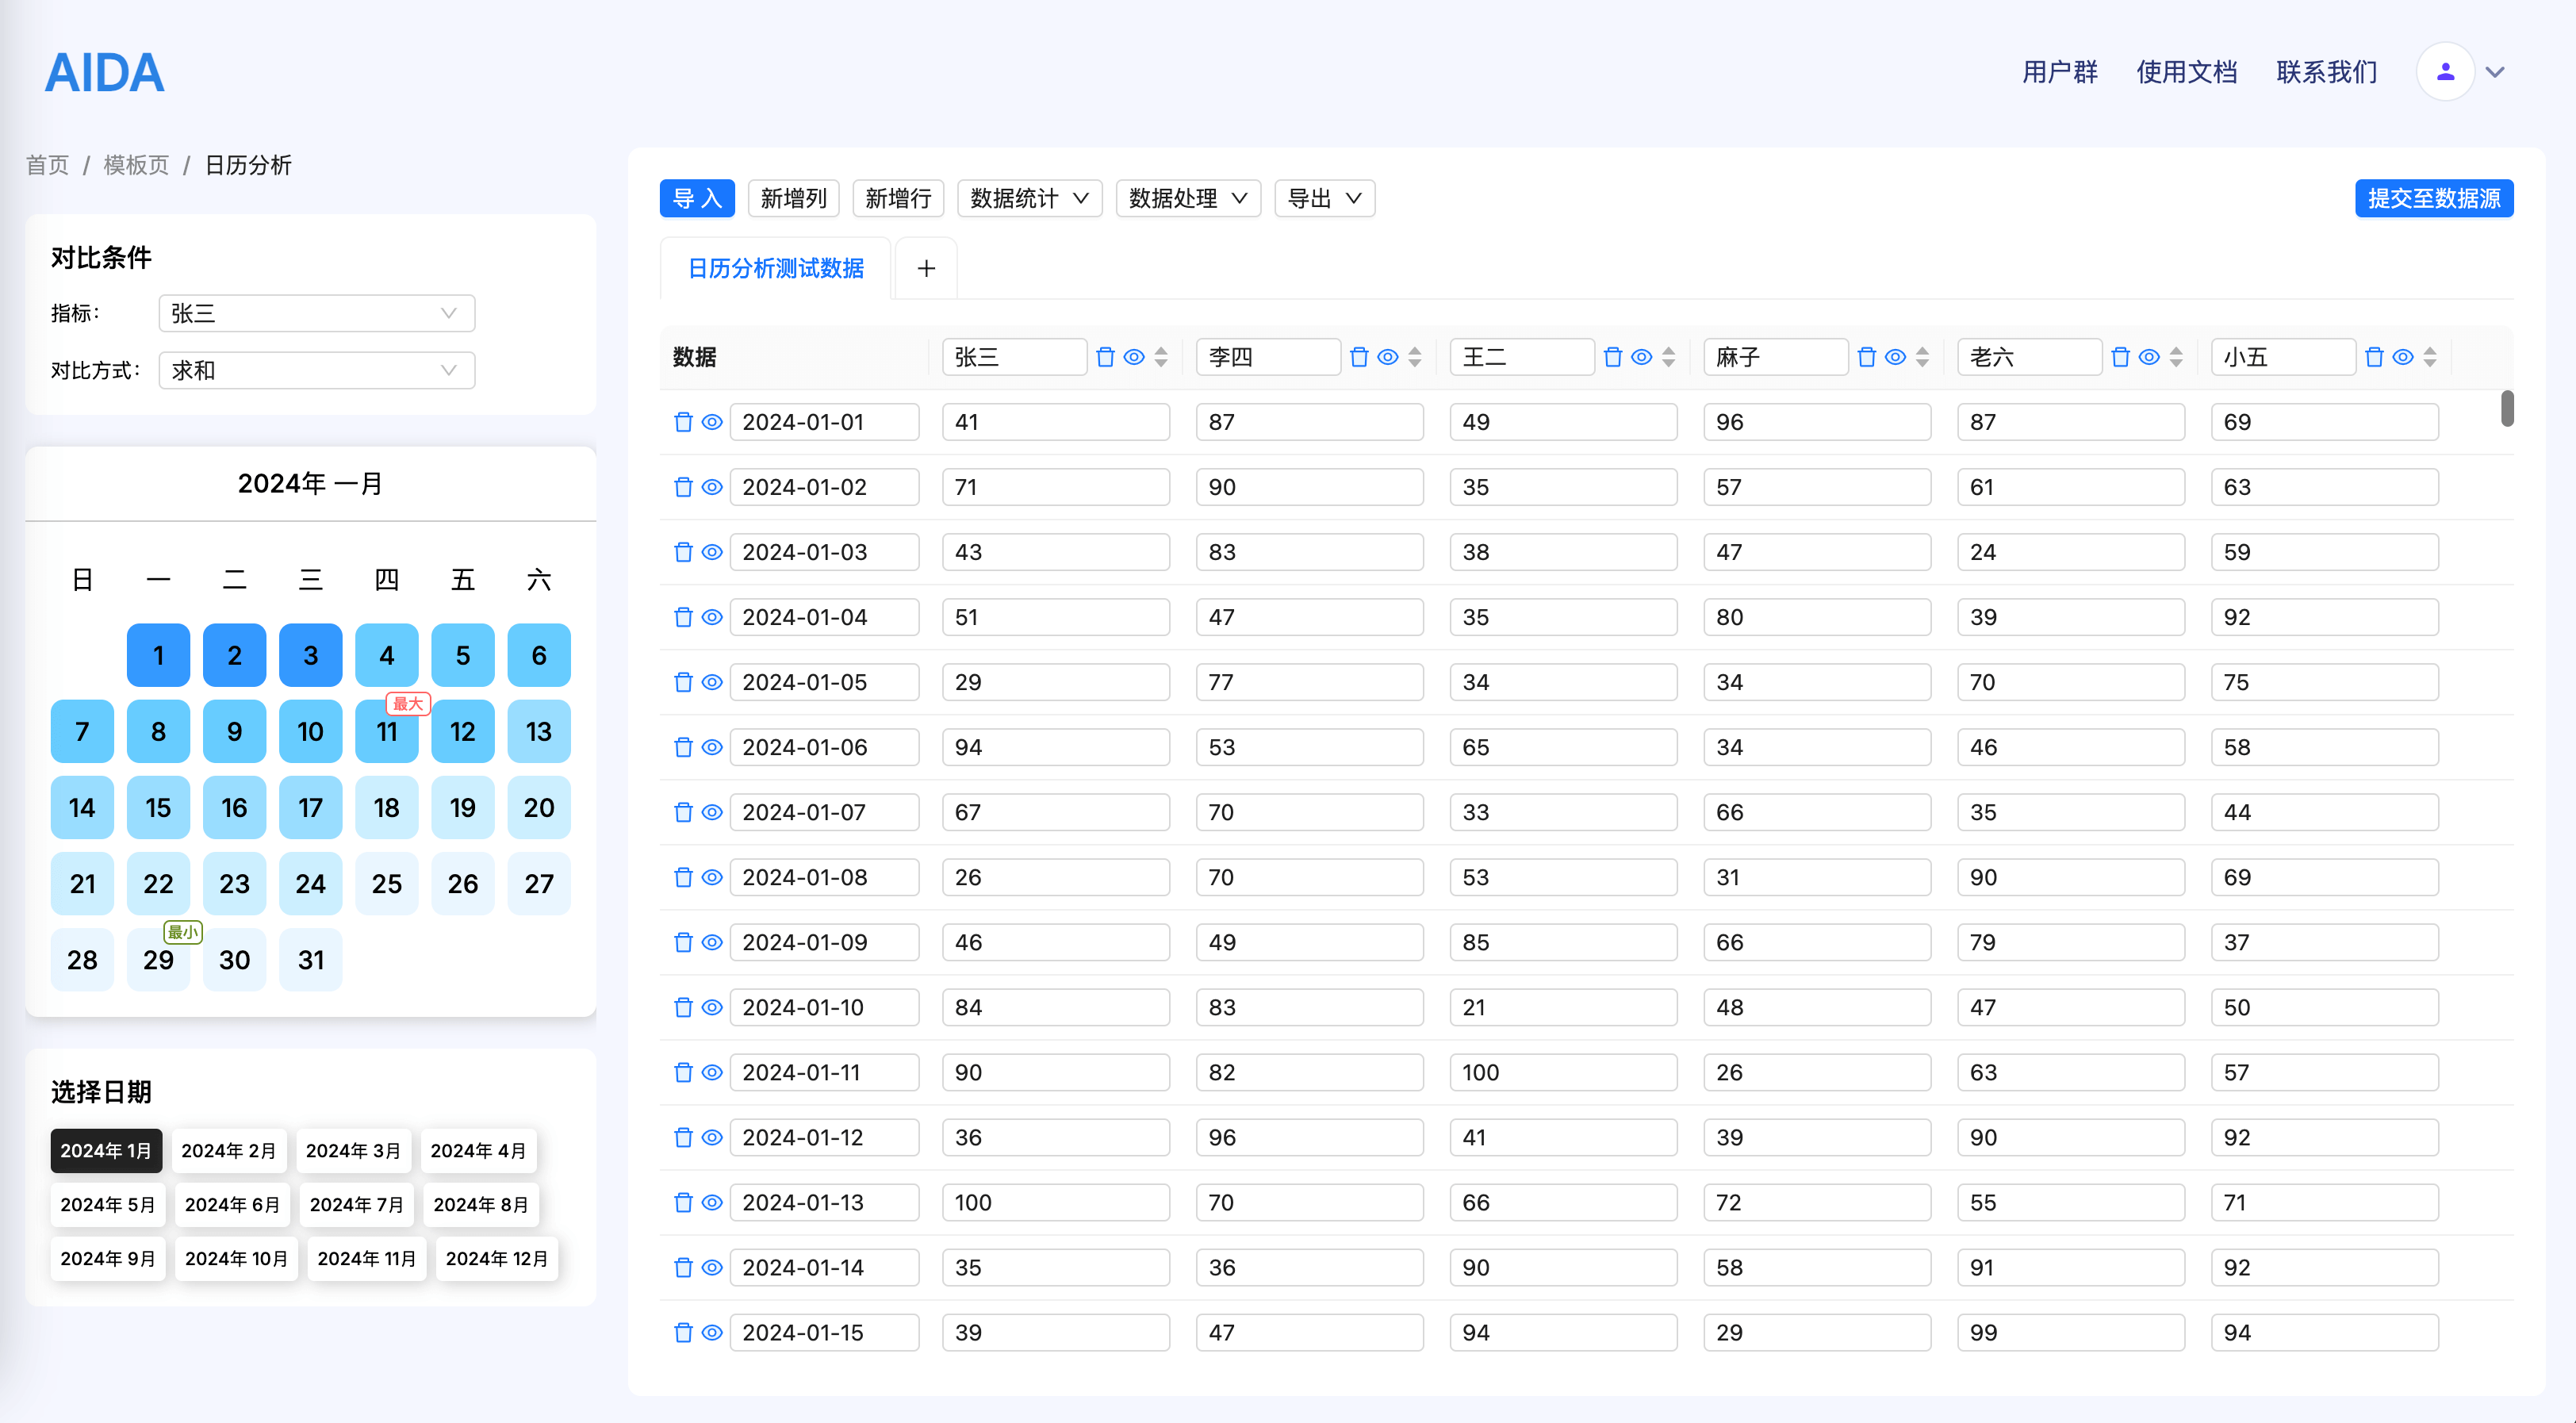 AIDA
用户群 使用文档 联系我们
首页 / 模板页 / 日历分析
对比条件
指标： 张三
对比方式： 求和
2024年 一月
日 一 二 三 四 五 六
1 2 3 4 5 6
最大
7 8 9 10 11 12 13
14 15 16 17 18 19 20
21 22 23 24 25 26 27
最小
28 29 30 31
选择日期
2024年 1月 2024年 2月 2024年 3月 2024年 4月
2024年 5月 2024年 6月 2024年 7月 2024年 8月
2024年 9月 2024年 10月 2024年 11月 2024年 12月
导 入 新增列 新增行 数据统计 数据处理 导出 提交至数据源
日历分析测试数据 +
数据 张三 李四 王二 麻子 老六 小五
2024-01-01 41 87 49 96 87 69
2024-01-02 71 90 35 57 61 63
2024-01-03 43 83 38 47 24 59
2024-01-04 51 47 35 80 39 92
2024-01-05 29 77 34 34 70 75
2024-01-06 94 53 65 34 46 58
2024-01-07 67 70 33 66 35 44
2024-01-08 26 70 53 31 90 69
2024-01-09 46 49 85 66 79 37
2024-01-10 84 83 21 48 47 50
2024-01-11 90 82 100 26 63 57
2024-01-12 36 96 41 39 90 92
2024-01-13 100 70 66 72 55 71
2024-01-14 35 36 90 58 91 92
2024-01-15 39 47 94 29 99 94